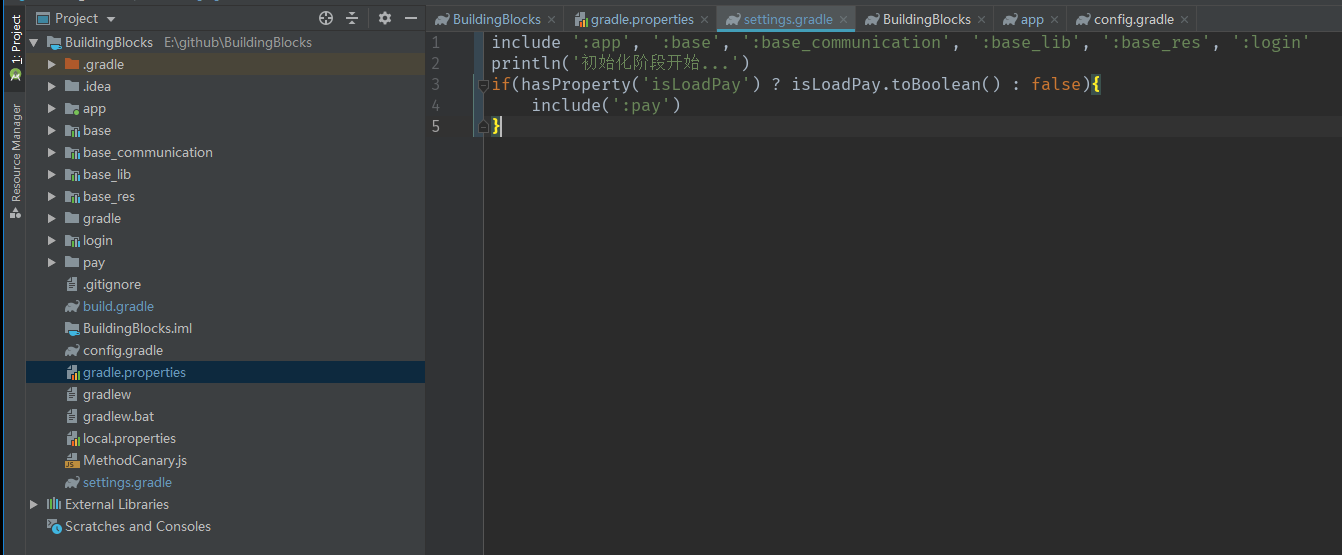 Project
BuildingBlocks E:\github\BuildingBlocks
.gradle
.idea
app
base
base_communication
base_lib
base_res
gradle
login
pay
.gitignore
build.gradle
BuildingBlocks.iml
config.gradle
gradle.properties
gradlew
gradlew.bat
local.properties
MethodCanary.js
settings.gradle
External Libraries
Scratches and Consoles
1: Project
Resource Manager
BuildingBlocks gradle.properties settings.gradle BuildingBlocks app config.gradle
1 include ':app', ':base', ':base_communication', ':base_lib', ':base_res', ':login'
2 println('初始化阶段开始...')
3 if(hasProperty('isLoadPay') ? isLoadPay.toBoolean() : false){
4     include(':pay')
5 }